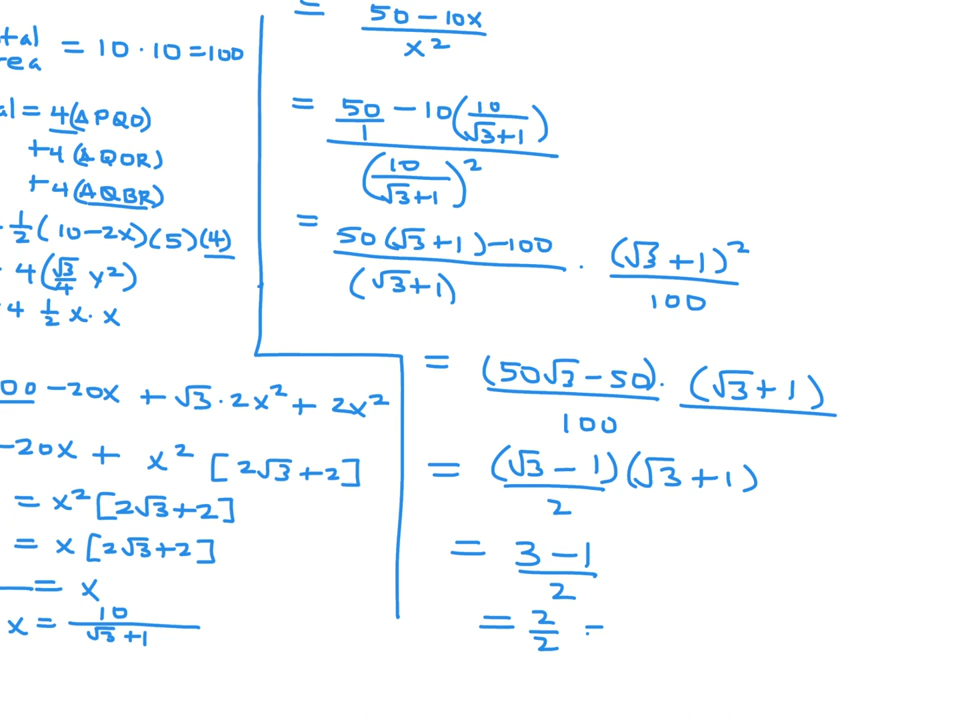 tal
rea = 10 · 10 = 100
al = 4(△PQO)
+4(△QOR)
+4(△QBR)
· 1/2 (10-2x)(5)(4)
4(√3/4 x²)
4 1/2 x · x
00 - 20x + √3 · 2x² + 2x²
-20x + x² [2√3+2]
= x² [2√3+2]
= x [2√3+2]
= x
x = 10/(√3+1)
= (50-10x)/x²
= (50/1 - 10(10/(√3+1)))/(10/(√3+1))²
= (50(√3+1)-100)/(√3+1) · (√3+1)²/100
= (50√3-50)/100 · (√3+1)
= (√3-1)/2 (√3+1)
= (3-1)/2
= 2/2 =